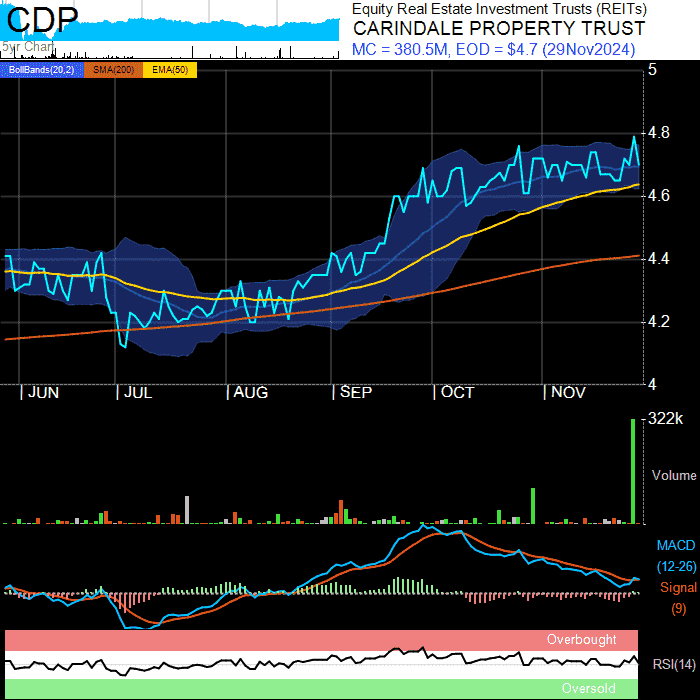 CDP
Equity Real Estate Investment Trusts (REITs)
CARINDALE PROPERTY TRUST
5yr Chart
MC = 380.5M, EOD = $4.7 (29Nov2024)
BollBands(20,2) SMA(200) EMA(50)
5
4.8
4.6
4.4
4.2
4
JUN JUL AUG SEP OCT NOV
322k
Volume
MACD
(12-26)
Signal
(9)
Overbought
RSI(14)
Oversold